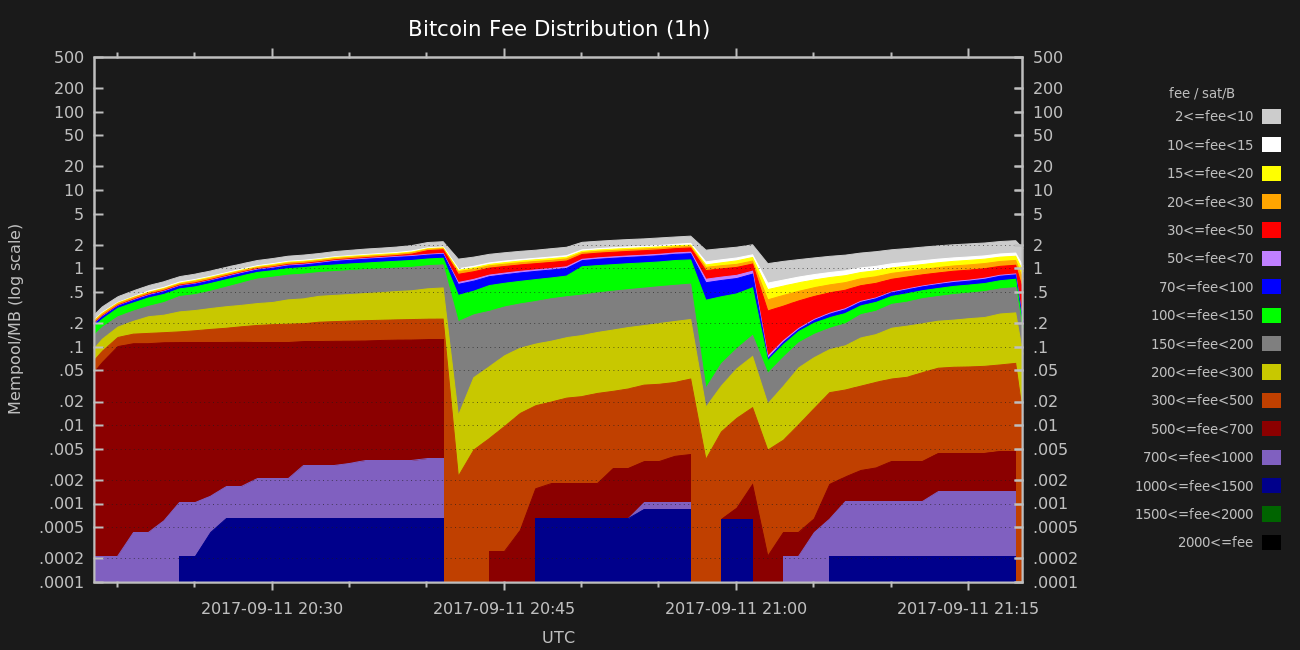 Bitcoin Fee Distribution (1h)
500 500
200 200
100 100
50 50
20 20
10 10
5 5
2 2
1 1
.5 .5
.2 .2
.1 .1
.05 .05
.02 .02
.01 .01
.005 .005
.002 .002
.001 .001
.0005 .0005
.0002 .0002
.0001 .0001
Mempool/MB (log scale)
2017-09-11 20:30 2017-09-11 20:45 2017-09-11 21:00 2017-09-11 21:15
UTC
fee / sat/B
2<=fee<10
10<=fee<15
15<=fee<20
20<=fee<30
30<=fee<50
50<=fee<70
70<=fee<100
100<=fee<150
150<=fee<200
200<=fee<300
300<=fee<500
500<=fee<700
700<=fee<1000
1000<=fee<1500
1500<=fee<2000
2000<=fee